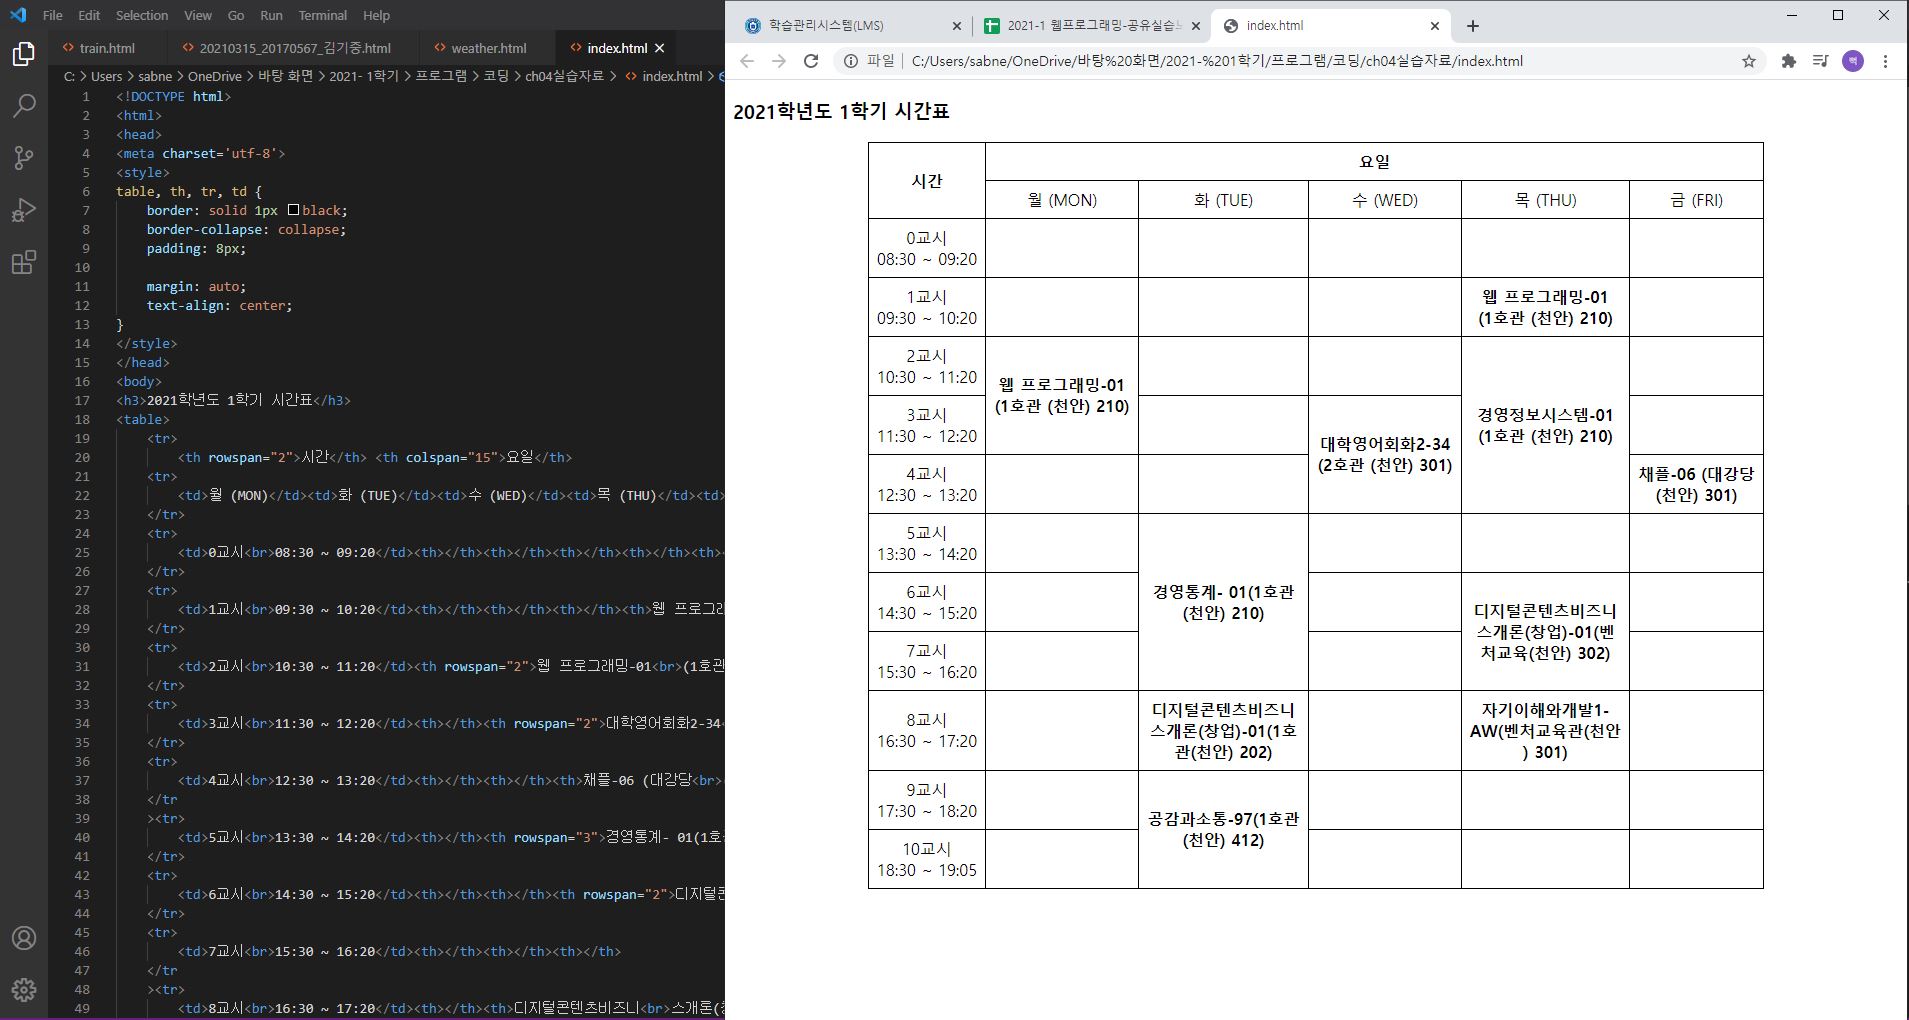 File Edit Selection View Go Run Terminal Help
train.html 20210315_20170567_김기중.html weather.html index.html
C: > Users > sabne > OneDrive > 바탕 화면 > 2021- 1학기 > 프로그램 > 코딩 > ch04실습자료 > index.html >
1 <!DOCTYPE html>
2 <html>
3 <head>
4 <meta charset='utf-8'>
5 <style>
6 table, th, tr, td {
7 border: solid 1px black;
8 border-collapse: collapse;
9 padding: 8px;
10
11 margin: auto;
12 text-align: center;
13 }
14 </style>
15 </head>
16 <body>
17 <h3>2021학년도 1학기 시간표</h3>
18 <table>
19 <tr>
20 <th rowspan="2">시간</th> <th colspan="15">요일</th>
21 <tr>
22 <td>월 (MON)</td><td>화 (TUE)</td><td>수 (WED)</td><td>목 (THU)</td><td>
23 </tr>
24 <tr>
25 <td>0교시<br>08:30 ~ 09:20</td><th></th><th></th><th></th><th></th><th>
26 </tr>
27 <tr>
28 <td>1교시<br>09:30 ~ 10:20</td><th></th><th></th><th></th><th>웹 프로그래
29 </tr>
30 <tr>
31 <td>2교시<br>10:30 ~ 11:20</td><th rowspan="2">웹 프로그래밍-01<br>(1호관
32 </tr>
33 <tr>
34 <td>3교시<br>11:30 ~ 12:20</td><th></th><th rowspan="2">대학영어회화2-34<
35 </tr>
36 <tr>
37 <td>4교시<br>12:30 ~ 13:20</td><th></th><th></th><th>채플-06 (대강당<br><
38 </tr
39 ><tr>
40 <td>5교시<br>13:30 ~ 14:20</td><th></th><th rowspan="3">경영통계- 01(1호
41 </tr>
42 <tr>
43 <td>6교시<br>14:30 ~ 15:20</td><th></th><th></th><th rowspan="2">디지털콘
44 </tr>
45 <tr>
46 <td>7교시<br>15:30 ~ 16:20</td><th></th><th></th><th></th>
47 </tr
48 ><tr>
49 <td>8교시<br>16:30 ~ 17:20</td><th></th><th>디지털콘텐츠비즈니<br>스개론(
학습관리시스템(LMS) 2021-1 웹프로그래밍-공유실습 index.html
파일 | C:/Users/sabne/OneDrive/바탕%20화면/2021-%201학기/프로그램/코딩/ch04실습자료/index.html
2021학년도 1학기 시간표
시간 요일
월 (MON) 화 (TUE) 수 (WED) 목 (THU) 금 (FRI)
0교시
08:30 ~ 09:20
1교시
09:30 ~ 10:20
웹 프로그래밍-01
(1호관 (천안) 210)
2교시
10:30 ~ 11:20
웹 프로그래밍-01
(1호관 (천안) 210)
경영정보시스템-01
(1호관 (천안) 210)
3교시
11:30 ~ 12:20
대학영어회화2-34
(2호관 (천안) 301)
4교시
12:30 ~ 13:20
채플-06 (대강당
(천안) 301)
5교시
13:30 ~ 14:20
경영통계- 01(1호관
(천안) 210)
6교시
14:30 ~ 15:20
디지털콘텐츠비즈니
스개론(창업)-01(벤
처교육(천안) 302)
7교시
15:30 ~ 16:20
8교시
16:30 ~ 17:20
디지털콘텐츠비즈니
스개론(창업)-01(1호
관(천안) 202)
자기이해와개발1-
AW(벤처교육관(천안
) 301)
9교시
17:30 ~ 18:20
공감과소통-97(1호관
(천안) 412)
10교시
18:30 ~ 19:05